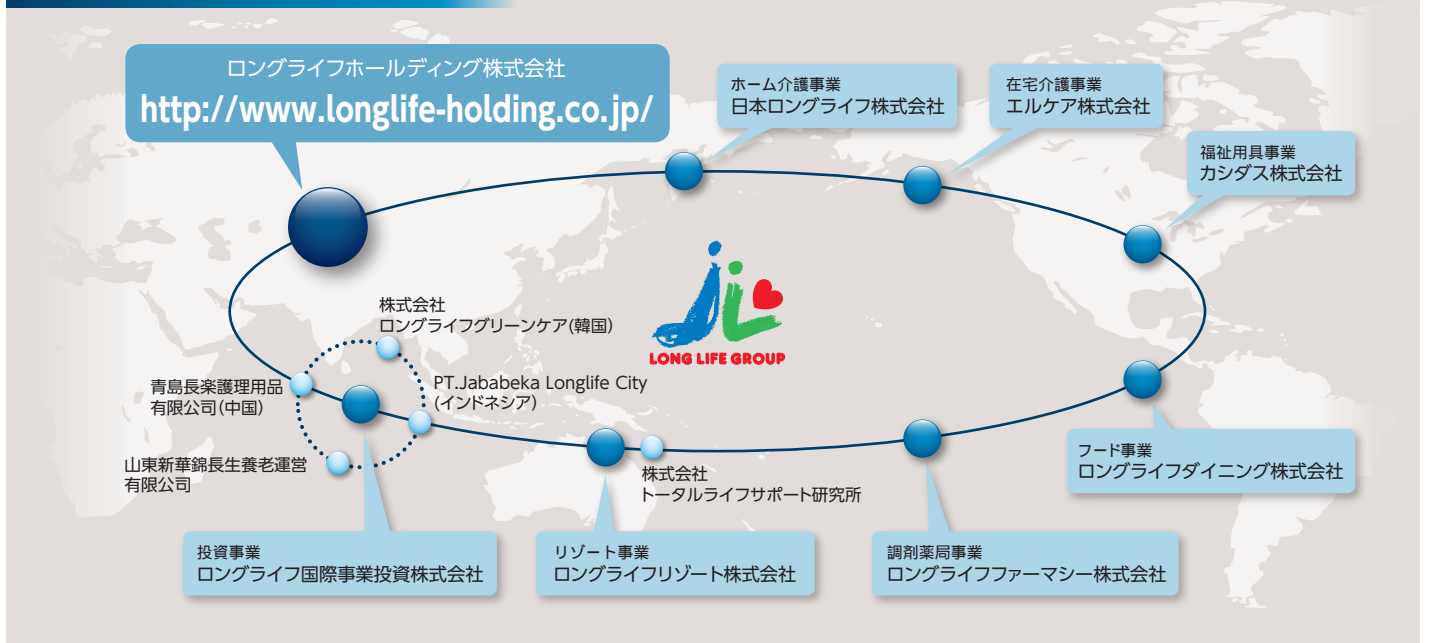 ロングライフホールディング株式会社
http://www.longlife-holding.co.jp/
ホーム介護事業
日本ロングライフ株式会社
在宅介護事業
エルケア株式会社
福祉用具事業
カシダス株式会社
株式会社
ロングライフグリーンケア(韓国)
LONG LIFE GROUP
青島長楽護理用品
有限公司(中国)
PT.Jababeka Longlife City
(インドネシア)
山東新華錦長生養老運営
有限公司
株式会社
トータルライフサポート研究所
フード事業
ロングライフダイニング株式会社
投資事業
ロングライフ国際事業投資株式会社
リゾート事業
ロングライフリゾート株式会社
調剤薬局事業
ロングライフファーマシー株式会社